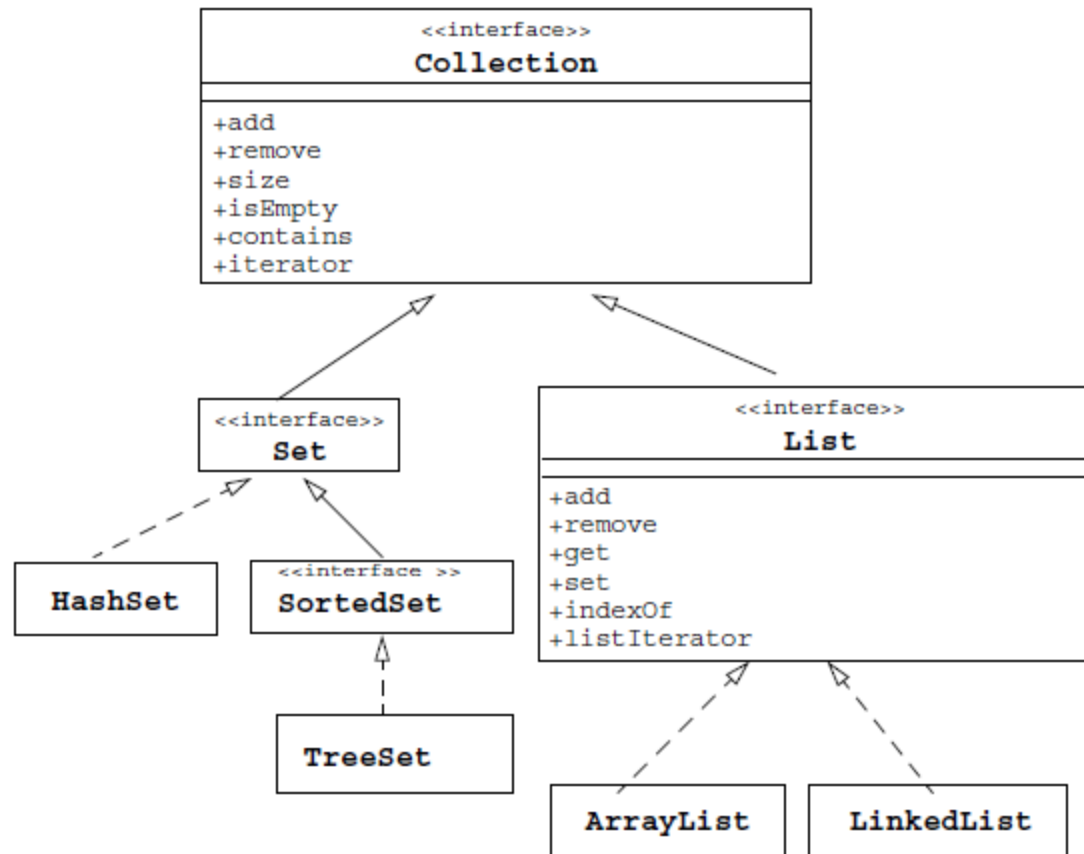 <<interface>>
Collection
+add
+remove
+size
+isEmpty
+contains
+iterator
<<interface>>
Set
<<interface>>
List
+add
+remove
+get
+set
+indexOf
+listIterator
HashSet
<<interface >>
SortedSet
TreeSet
ArrayList
LinkedList